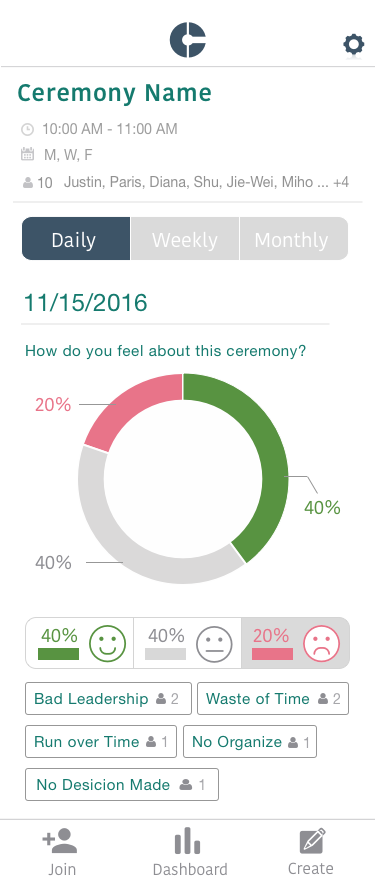 Ceremony Name
10:00 AM - 11:00 AM
M, W, F
10 Justin, Paris, Diana, Shu, Jie-Wei, Miho ... +4
Daily Weekly Monthly
11/15/2016
How do you feel about this ceremony?
20%
40%
40%
40% 40% 20%
Bad Leadership 2 Waste of Time 2
Run over Time 1 No Organize 1
No Desicion Made 1
Join Dashboard Create